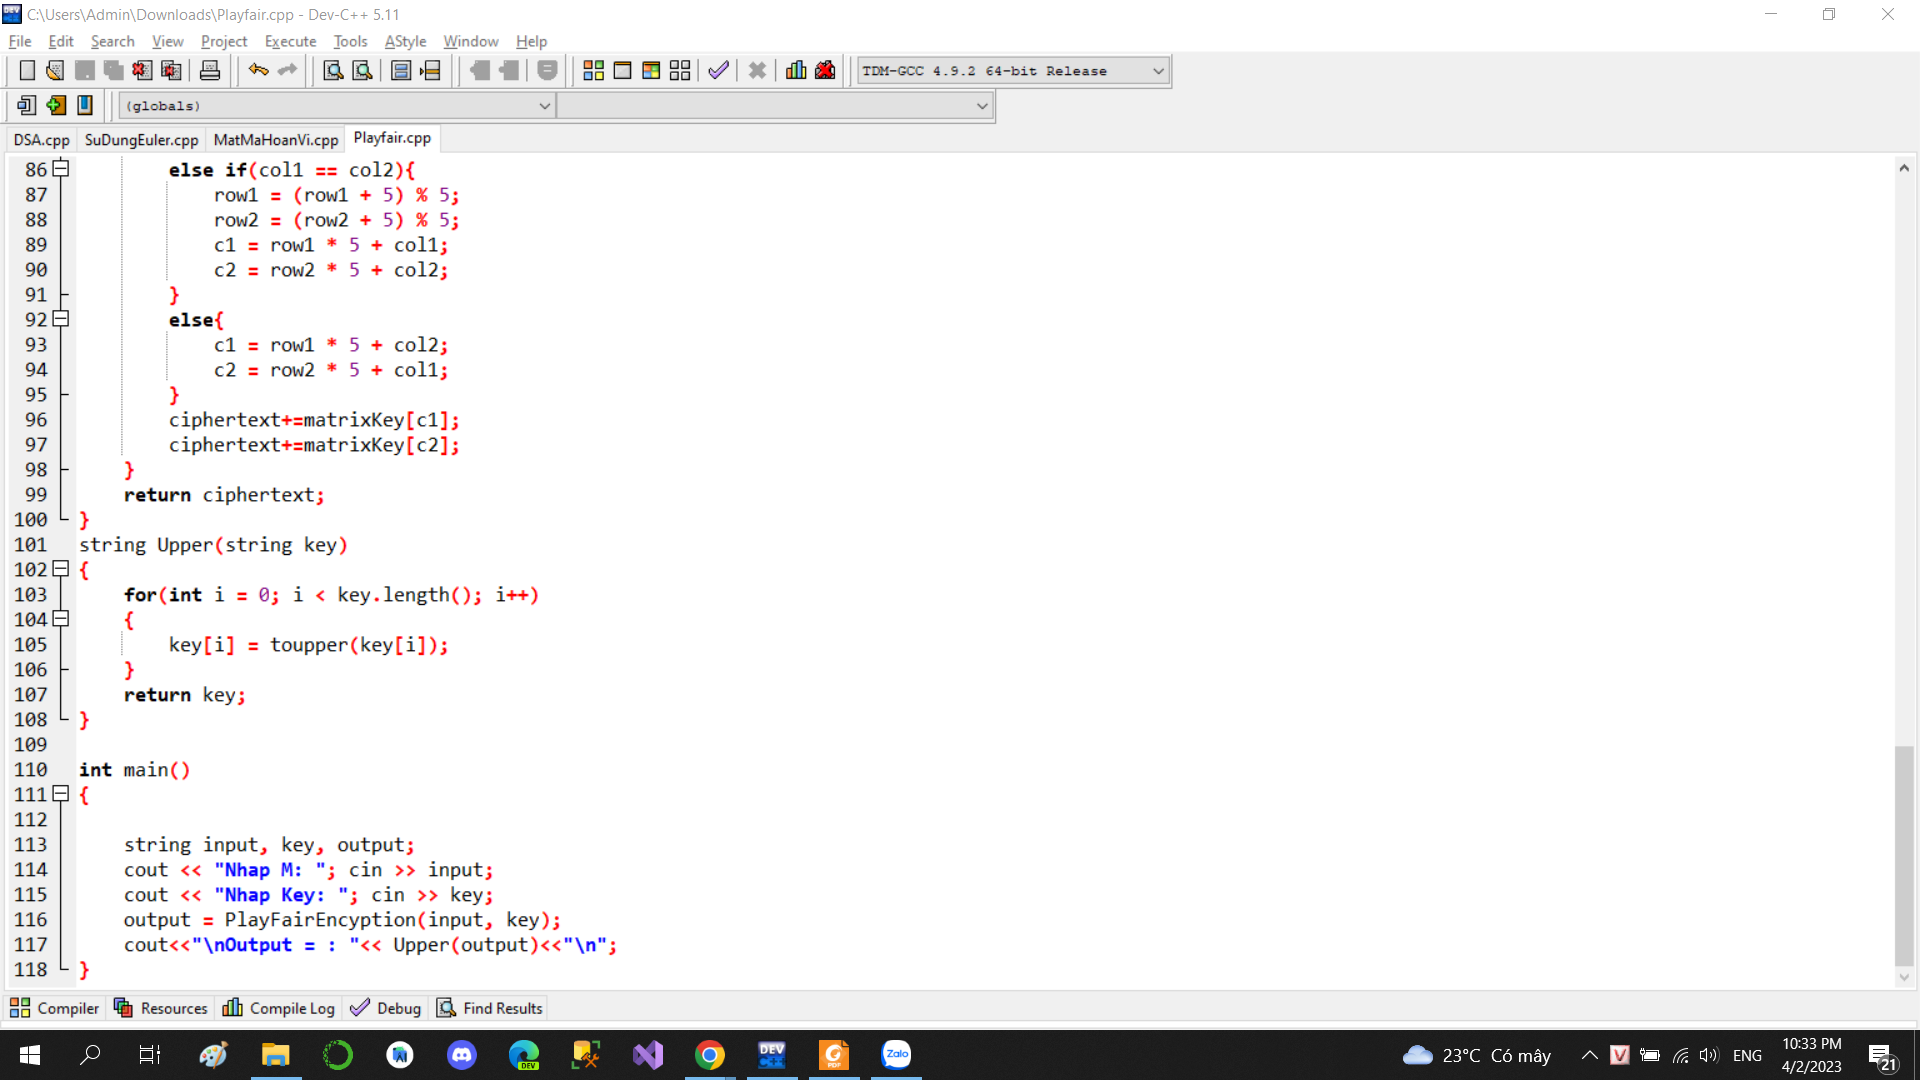 C:\Users\Admin\Downloads\Playfair.cpp - Dev-C++ 5.11
File Edit Search View Project Execute Tools AStyle Window Help
TDM-GCC 4.9.2 64-bit Release
(globals)
DSA.cpp SuDungEuler.cpp MatMaHoanVi.cpp Playfair.cpp
86 else if(col1 == col2){
87 row1 = (row1 + 5) % 5;
88 row2 = (row2 + 5) % 5;
89 c1 = row1 * 5 + col1;
90 c2 = row2 * 5 + col2;
91 }
92 else{
93 c1 = row1 * 5 + col2;
94 c2 = row2 * 5 + col1;
95 }
96 ciphertext+=matrixKey[c1];
97 ciphertext+=matrixKey[c2];
98 }
99 return ciphertext;
100 }
101 string Upper(string key)
102 {
103 for(int i = 0; i < key.length(); i++)
104 {
105 key[i] = toupper(key[i]);
106 }
107 return key;
108 }
109
110 int main()
111 {
112
113 string input, key, output;
114 cout << "Nhap M: "; cin >> input;
115 cout << "Nhap Key: "; cin >> key;
116 output = PlayFairEncyption(input, key);
117 cout<<"\nOutput = : "<< Upper(output)<<"\n";
118 }
Compiler Resources Compile Log Debug Find Results
23°C Có mây ENG 10:33 PM
4/2/2023 21
DEV
DEV C++
PDF
Zalo